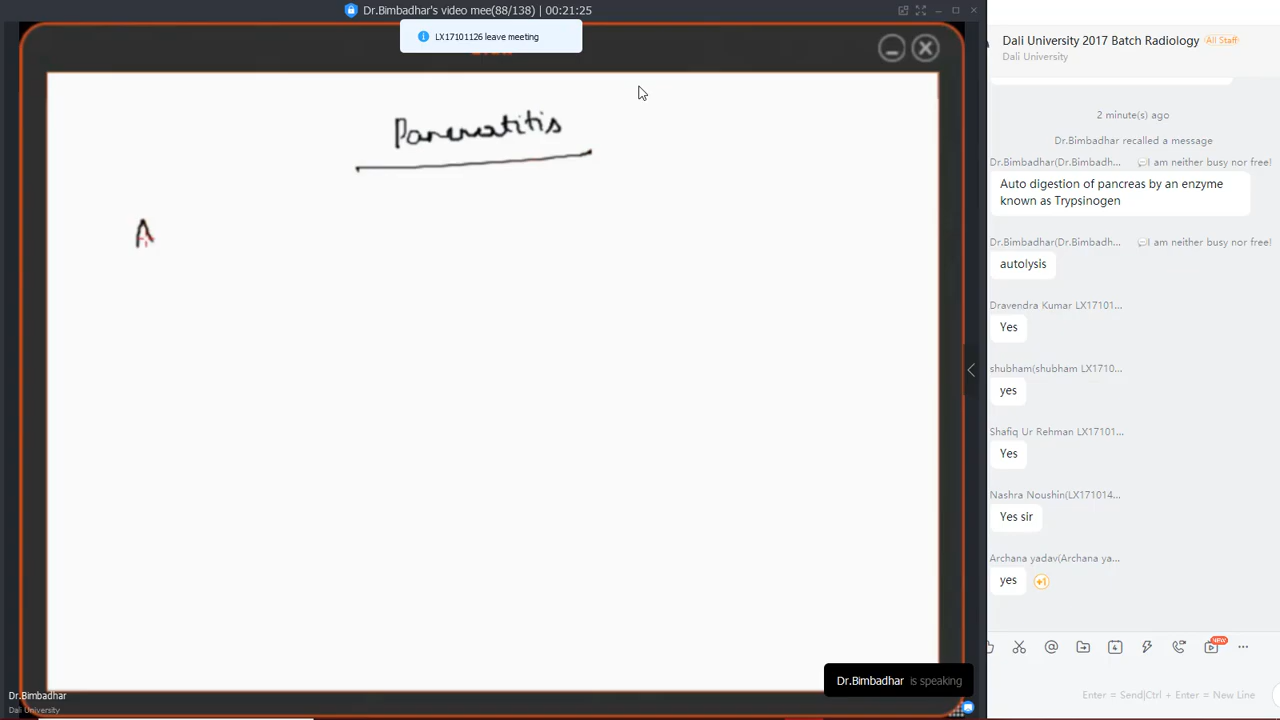 Dr.Bimbadhar's video mee(88/138) | 00:21:25
LX17101126 leave meeting
Pancratitis
A
Dr.Bimbadhar is speaking
Dr.Bimbadhar
Dali University
Dali University 2017 Batch Radiology All Staff
Dali University
2 minute(s) ago
Dr.Bimbadhar recalled a message
Dr.Bimbadhar(Dr.Bimbadh... I am neither busy nor free!
Auto digestion of pancreas by an enzyme
known as Trypsinogen
Dr.Bimbadhar(Dr.Bimbadh... I am neither busy nor free!
autolysis
Dravendra Kumar LX17101...
Yes
shubham(shubham LX1710...
yes
Shafiq Ur Rehman LX17101...
Yes
Nashra Noushin(LX171014...
Yes sir
Archana yadav(Archana ya...
yes +1
4 NEW
Enter = Send|Ctrl + Enter = New Line